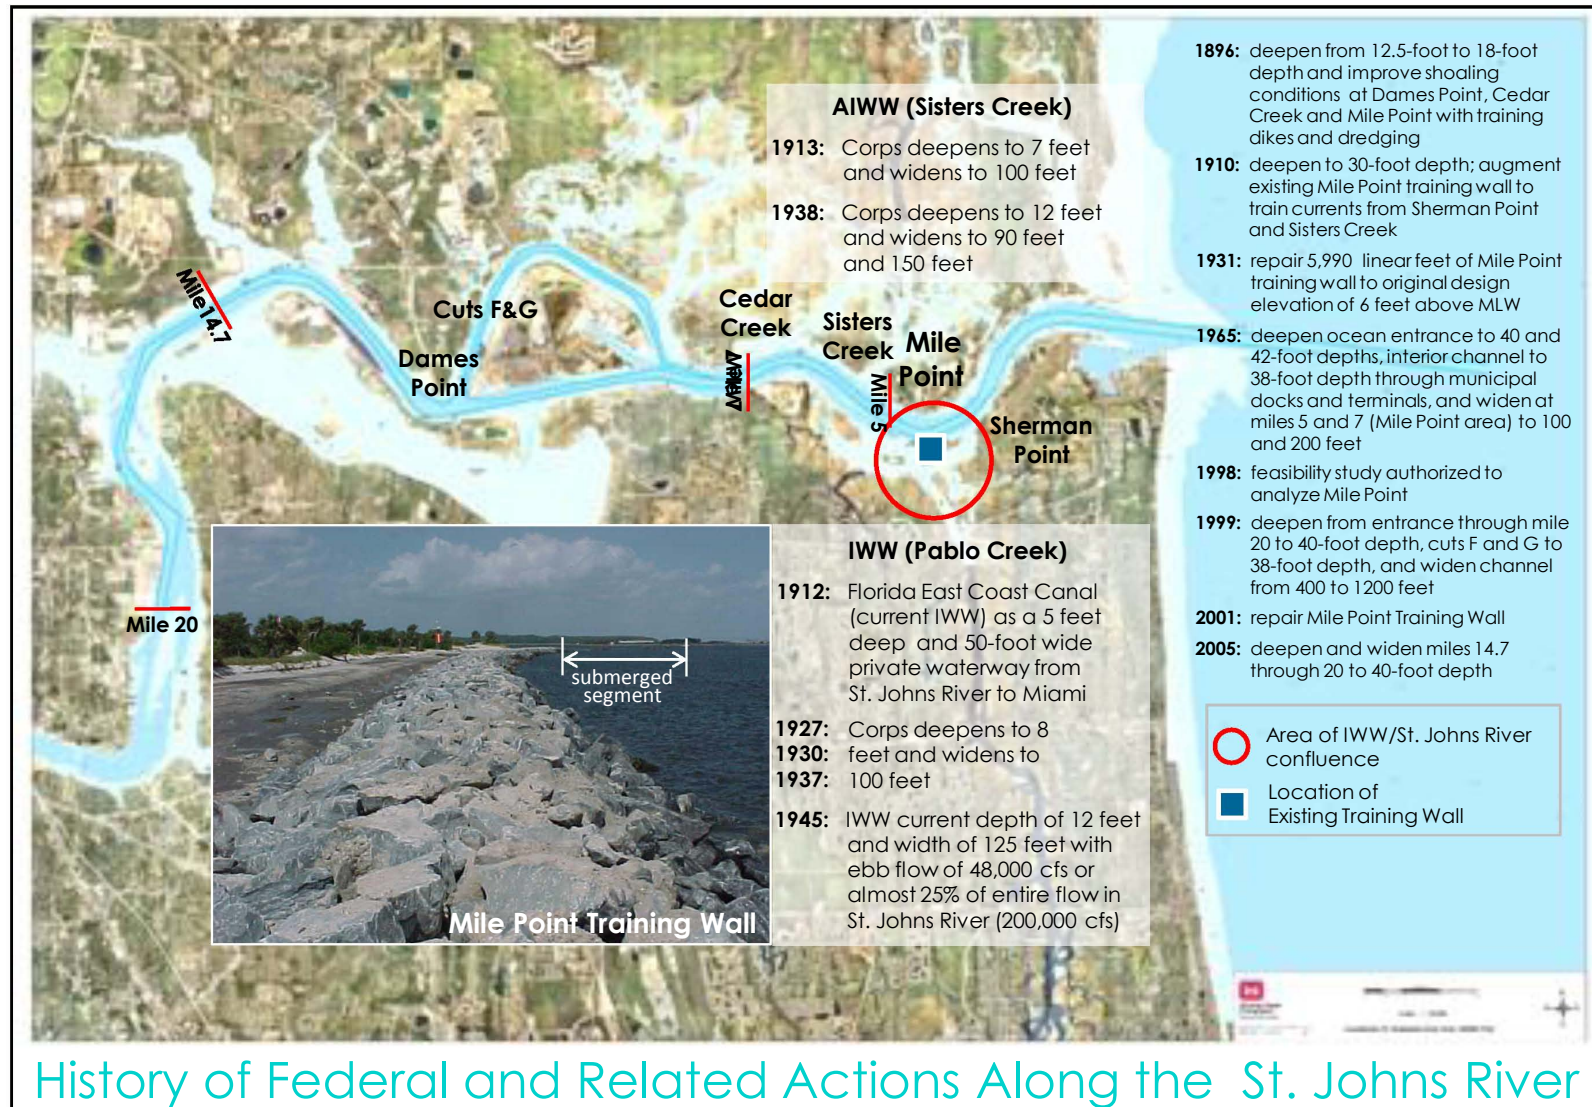 AIWW (Sisters Creek)
1913: Corps deepens to 7 feet
and widens to 100 feet
1938: Corps deepens to 12 feet
and widens to 90 feet
and 150 feet
1896: deepen from 12.5-foot to 18-foot
depth and improve shoaling
conditions at Dames Point, Cedar
Creek and Mile Point with training
dikes and dredging
1910: deepen to 30-foot depth; augment
existing Mile Point training wall to
train currents from Sherman Point
and Sisters Creek
1931: repair 5,990 linear feet of Mile Point
training wall to original design
elevation of 6 feet above MLW
1965: deepen ocean entrance to 40 and
42-foot depths, interior channel to
38-foot depth through municipal
docks and terminals, and widen at
miles 5 and 7 (Mile Point area) to 100
and 200 feet
1998: feasibility study authorized to
analyze Mile Point
1999: deepen from entrance through mile
20 to 40-foot depth, cuts F and G to
38-foot depth, and widen channel
from 400 to 1200 feet
2001: repair Mile Point Training Wall
2005: deepen and widen miles 14.7
through 20 to 40-foot depth
Area of IWW/St. Johns River
confluence
Location of
Existing Training Wall
Mile14.7
Cuts F&G
Dames
Point
Cedar
Creek
Sisters
Creek
Mile 5
Mile
Point
Sherman
Point
Mile 20
submerged
segment
Mile Point Training Wall
IWW (Pablo Creek)
1912: Florida East Coast Canal
(current IWW) as a 5 feet
deep and 50-foot wide
private waterway from
St. Johns River to Miami
1927: Corps deepens to 8
1930: feet and widens to
1937: 100 feet
1945: IWW current depth of 12 feet
and width of 125 feet with
ebb flow of 48,000 cfs or
almost 25% of entire flow in
St. Johns River (200,000 cfs)
History of Federal and Related Actions Along the St. Johns River